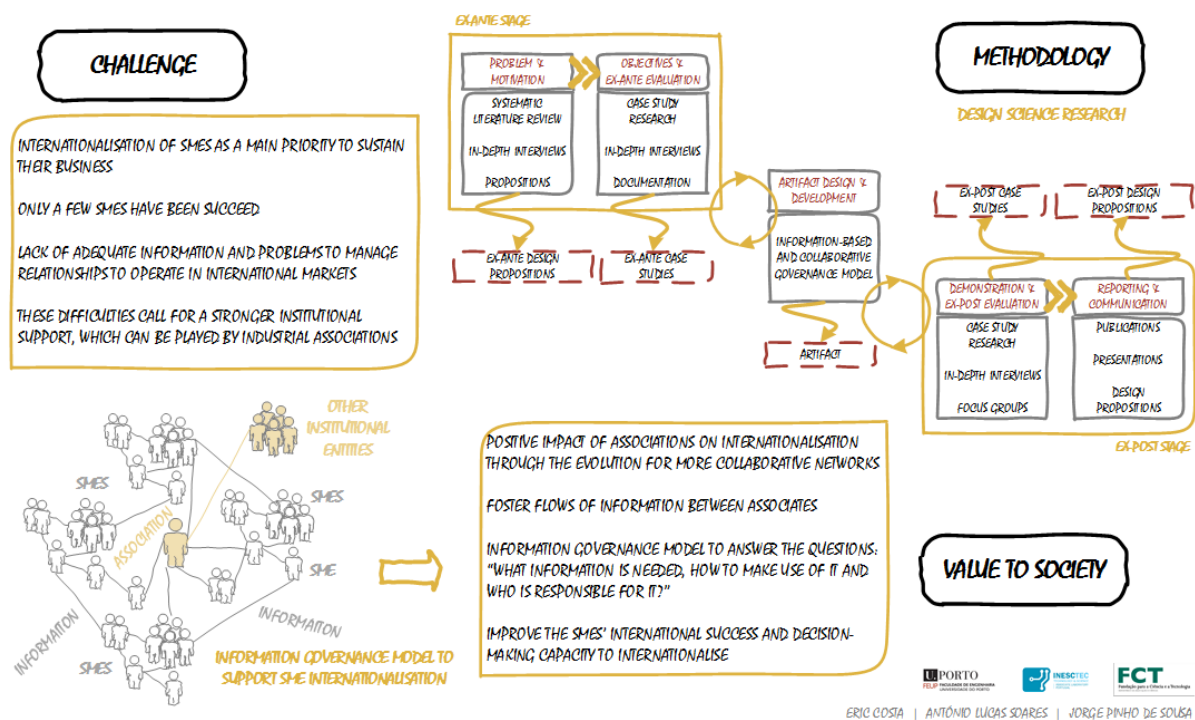 CHALLENGE
INTERNATIONALISATION OF SMES AS A MAIN PRIORITY TO SUSTAIN
THEIR BUSINESS
ONLY A FEW SMES HAVE BEEN SUCCEED
LACK OF ADEQUATE INFORMATION AND PROBLEMS TO MANAGE
RELATIONSHIPS TO OPERATE IN INTERNATIONAL MARKETS
THESE DIFFICULTIES CALL FOR A STRONGER INSTITUTIONAL
SUPPORT, WHICH CAN BE PLAYED BY INDUSTRIAL ASSOCIATIONS
EX-ANTE STAGE
PROBLEM &
MOTIVATION
SYSTEMATIC
LITERATURE REVIEW
IN-DEPTH INTERVIEWS
PROPOSITIONS
OBJECTIVES &
EX-ANTE EVALUATION
CASE STUDY
RESEARCH
IN-DEPTH INTERVIEWS
DOCUMENTATION
EX-ANTE DESIGN
PROPOSITIONS
EX-ANTE CASE
STUDIES
ARTIFACT DESIGN &
DEVELOPMENT
INFORMATION-BASED
AND COLLABORATIVE
GOVERNANCE MODEL
ARTIFACT
METHODOLOGY
DESIGN SCIENCE RESEARCH
EX-POST CASE
STUDIES
EX-POST DESIGN
PROPOSITIONS
DEMONSTRATION &
EX-POST EVALUATION
CASE STUDY
RESEARCH
IN-DEPTH INTERVIEWS
FOCUS GROUPS
REPORTING &
COMMUNICATION
PUBLICATIONS
PRESENTATIONS
DESIGN
PROPOSITIONS
EX-POST STAGE
OTHER
INSTITUTIONAL
ENTITIES
SMES
SMES
ASSOCIATION
SME
INFORMATION
INFORMATION
SMES
INFORMATION GOVERNANCE MODEL TO
SUPPORT SME INTERNATIONALISATION
POSITIVE IMPACT OF ASSOCIATIONS ON INTERNATIONALISATION
THROUGH THE EVOLUTION FOR MORE COLLABORATIVE NETWORKS
FOSTER FLOWS OF INFORMATION BETWEEN ASSOCIATES
INFORMATION GOVERNANCE MODEL TO ANSWER THE QUESTIONS:
"WHAT INFORMATION IS NEEDED, HOW TO MAKE USE OF IT AND
WHO IS RESPONSIBLE FOR IT?"
IMPROVE THE SMES' INTERNATIONAL SUCCESS AND DECISION-
MAKING CAPACITY TO INTERNATIONALISE
VALUE TO SOCIETY
U.PORTO
FEUP FACULDADE DE ENGENHARIA
UNIVERSIDADE DO PORTO
INESCTEC
FCT
Fundação para a Ciência e a Tecnologia
ERIC COSTA | ANTÓNIO LUCAS SOARES | JORGE PINHO DE SOUSA